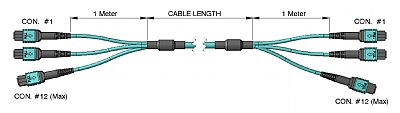 1 Meter CABLE LENGTH 1 Meter
CON. #1 CON. #1
CON. #12 (Max) CON. #12 (Max)